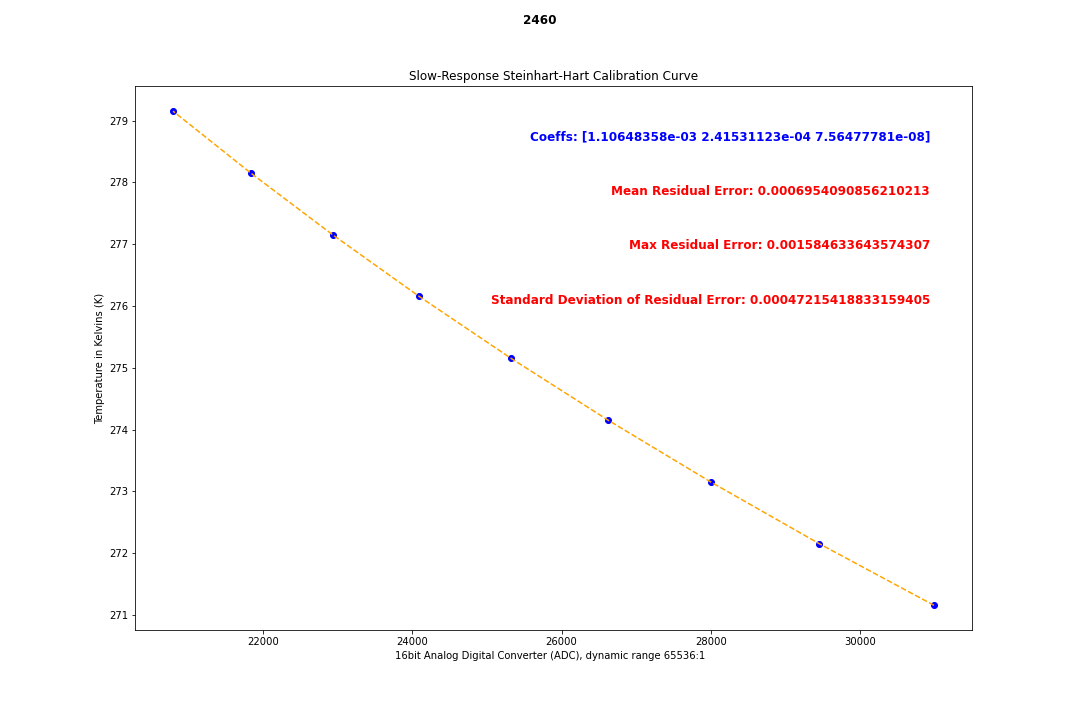 2460
Slow-Response Steinhart-Hart Calibration Curve
Coeffs: [1.10648358e-03 2.41531123e-04 7.56477781e-08]
Mean Residual Error: 0.0006954090856210213
Max Residual Error: 0.001584633643574307
Standard Deviation of Residual Error: 0.00047215418833159405
Temperature in Kelvins (K)
279
278
277
276
275
274
273
272
271
22000 24000 26000 28000 30000
16bit Analog Digital Converter (ADC), dynamic range 65536:1